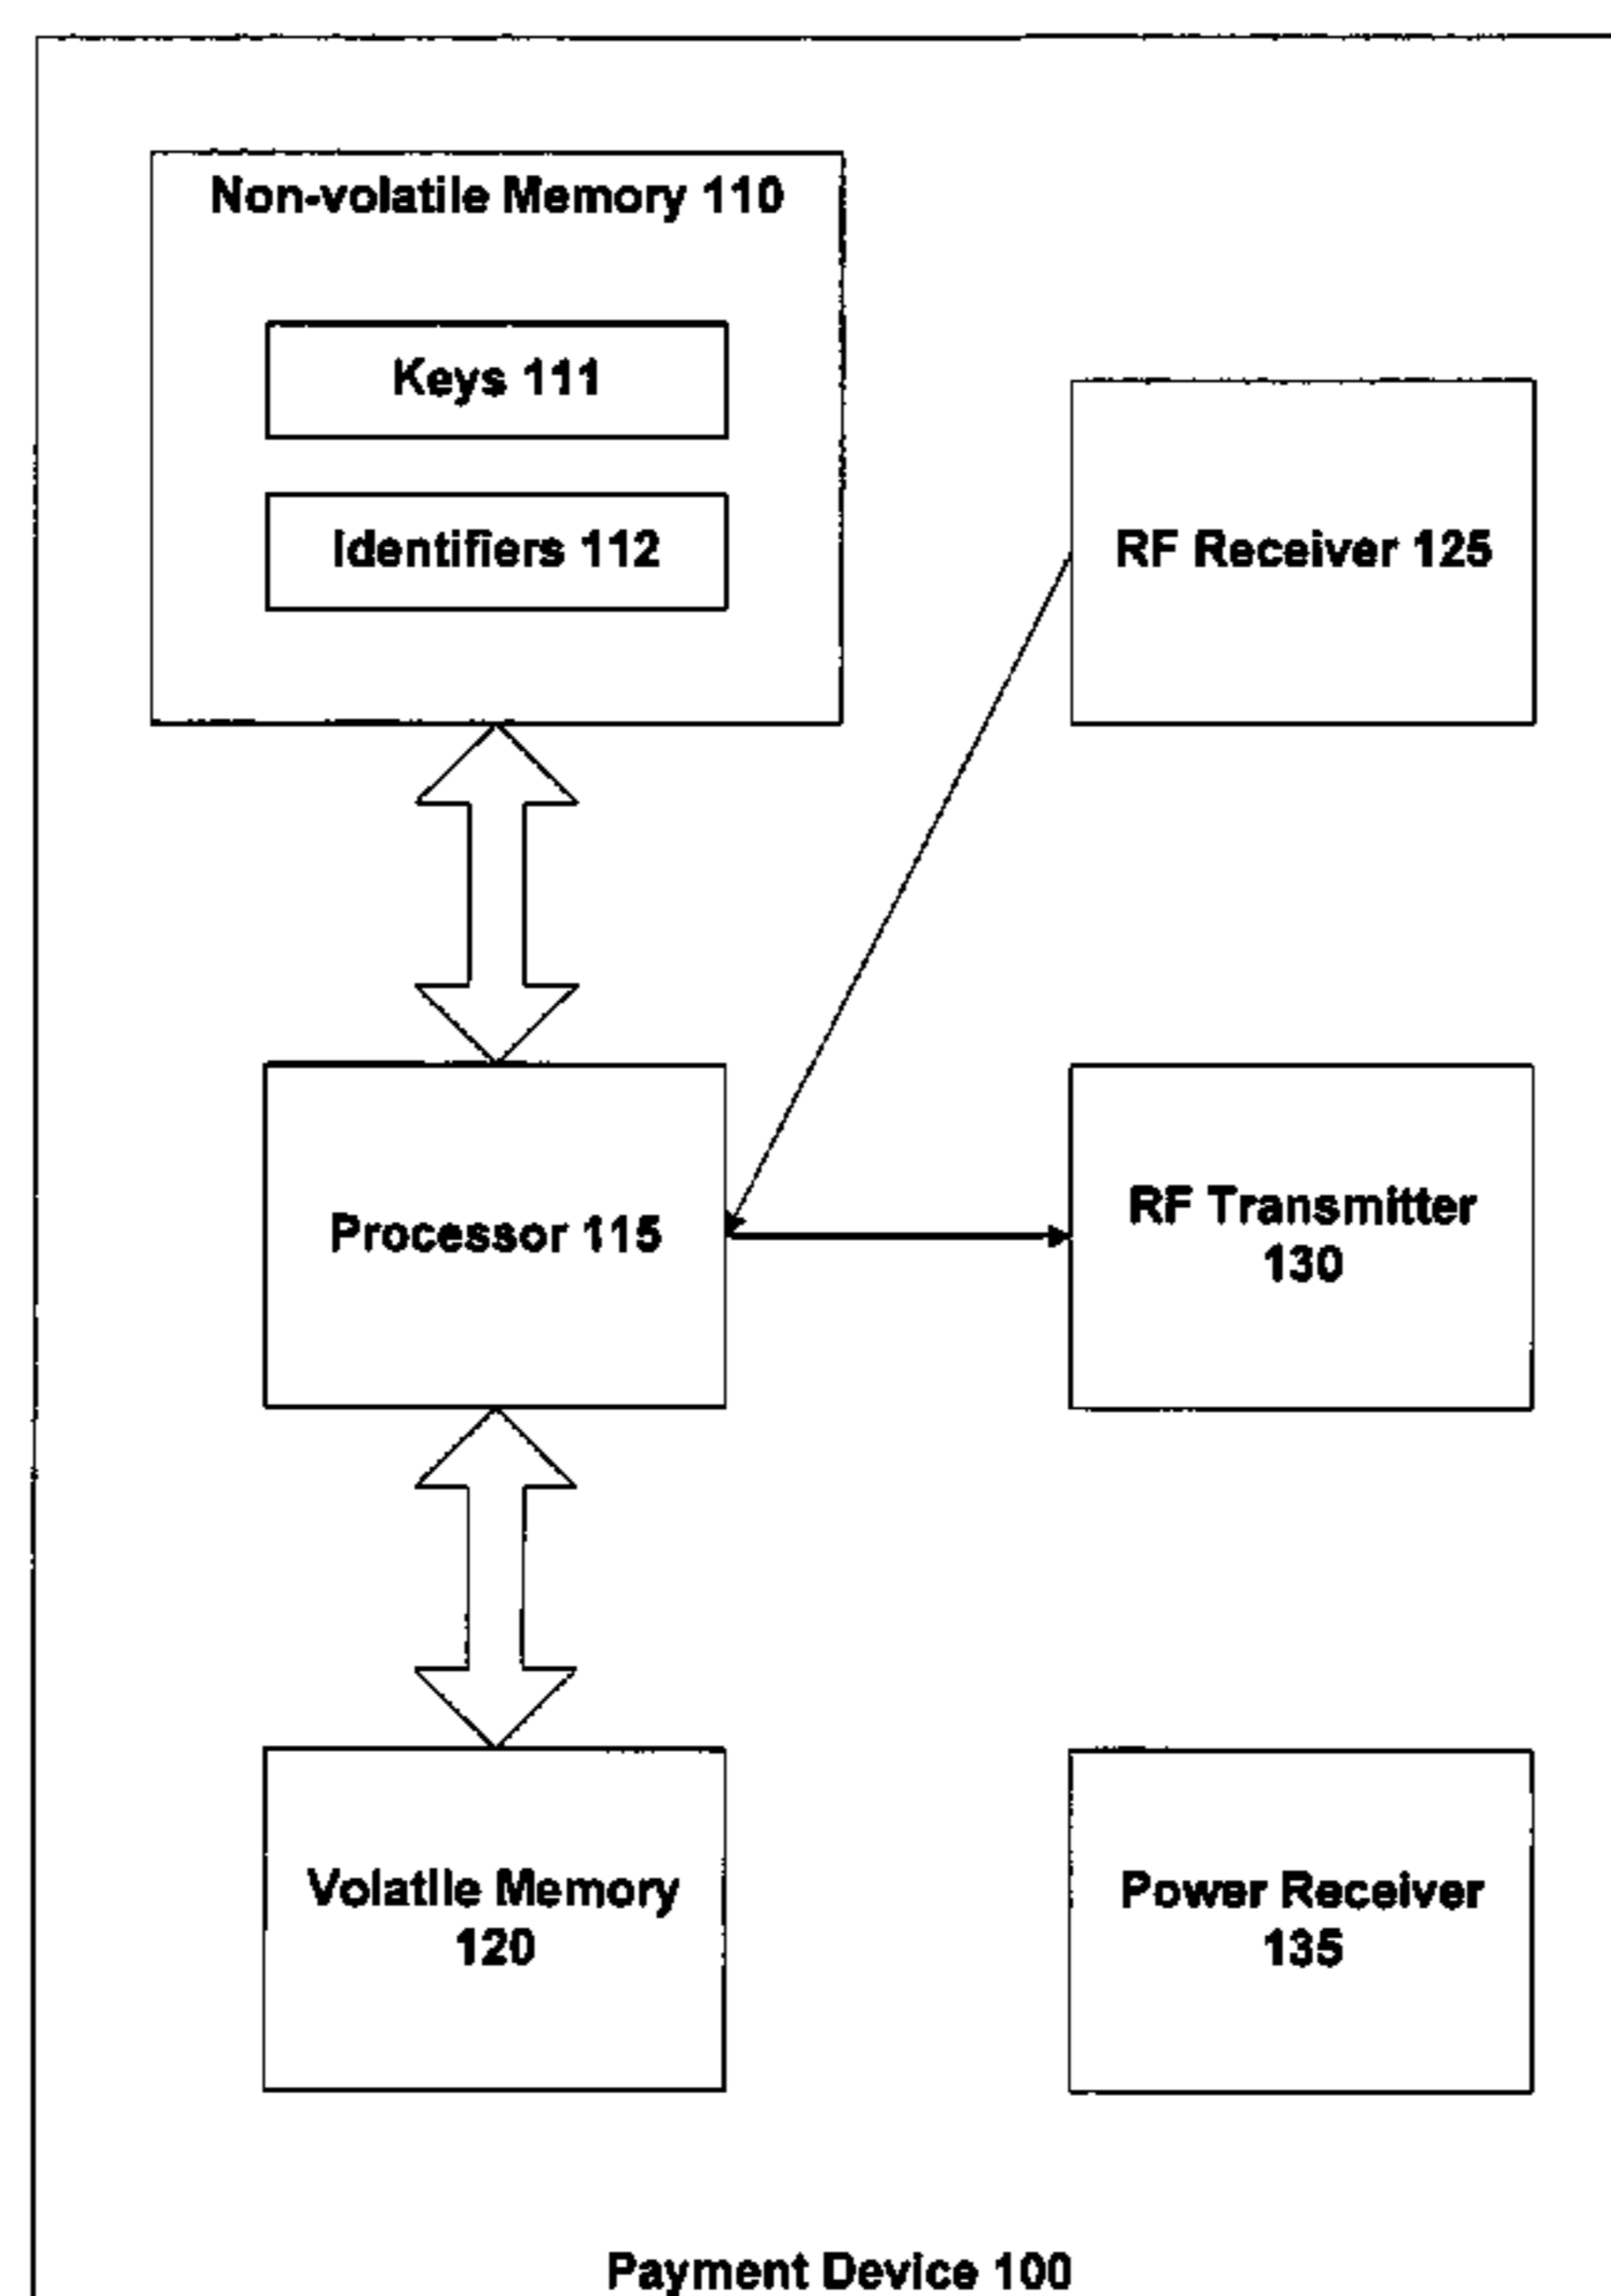 Non-volatile Memory 110
Keys 111
Identifiers 112
RF Receiver 125
Processor 115
RF Transmitter
130
Volatile Memory
120
Power Receiver
135
Payment Device 100